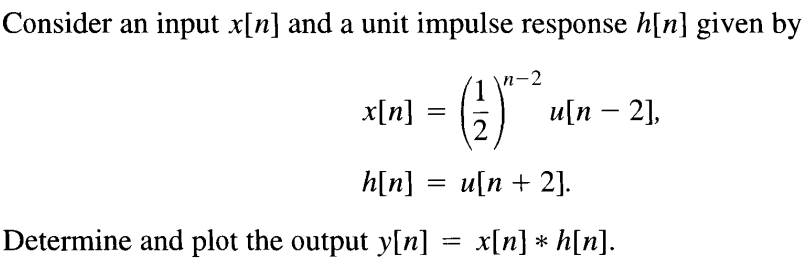 Consider an input x[n] and a unit impulse response h[n] given by
x[n] = (1/2)^{n−2} u[n − 2],
h[n] = u[n + 2].
Determine and plot the output y[n] = x[n] * h[n].